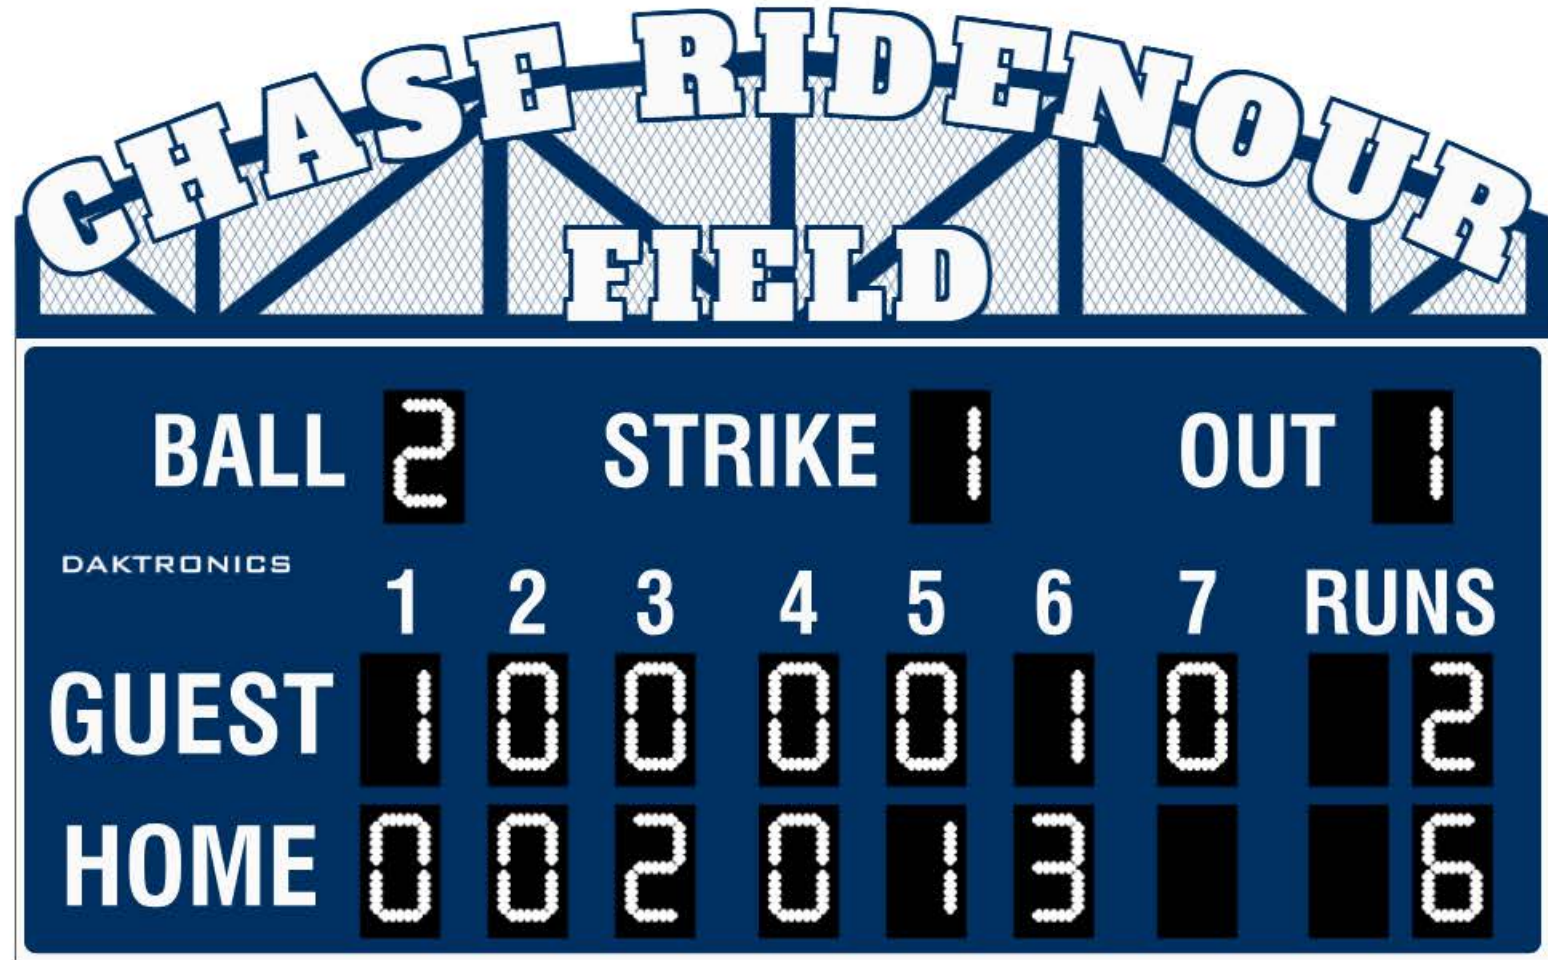 CHASE RIDENOUR
FIELD
BALL 2 STRIKE 1 OUT 1
DAKTRONICS
1 2 3 4 5 6 7 RUNS
GUEST 1 0 0 0 0 1 0 2
HOME 0 0 2 0 1 3 6